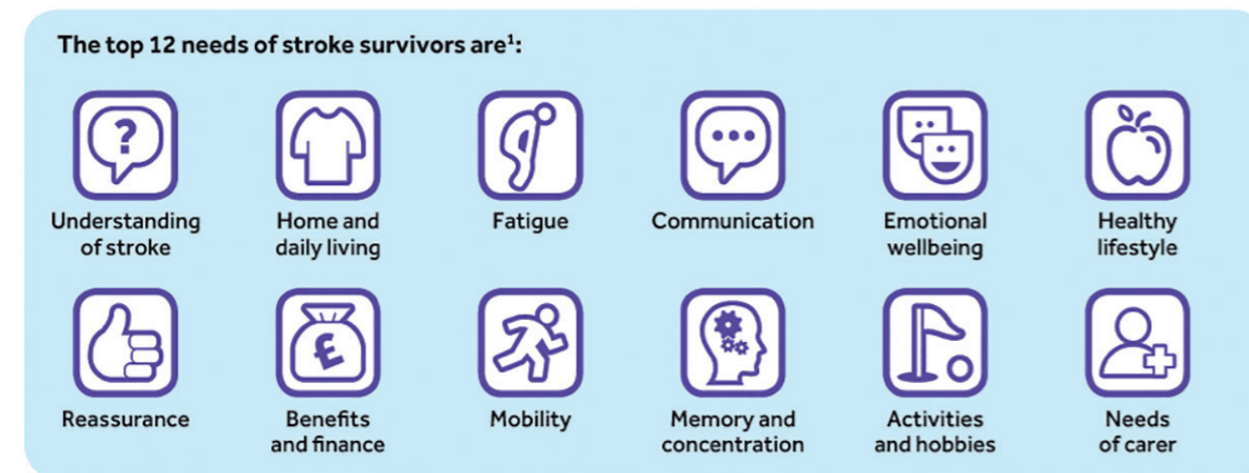 The top 12 needs of stroke survivors are¹:
?
Understanding
of stroke
Home and
daily living
Fatigue
Communication
Emotional
wellbeing
Healthy
lifestyle
Reassurance
£
Benefits
and finance
Mobility
Memory and
concentration
Activities
and hobbies
Needs
of carer